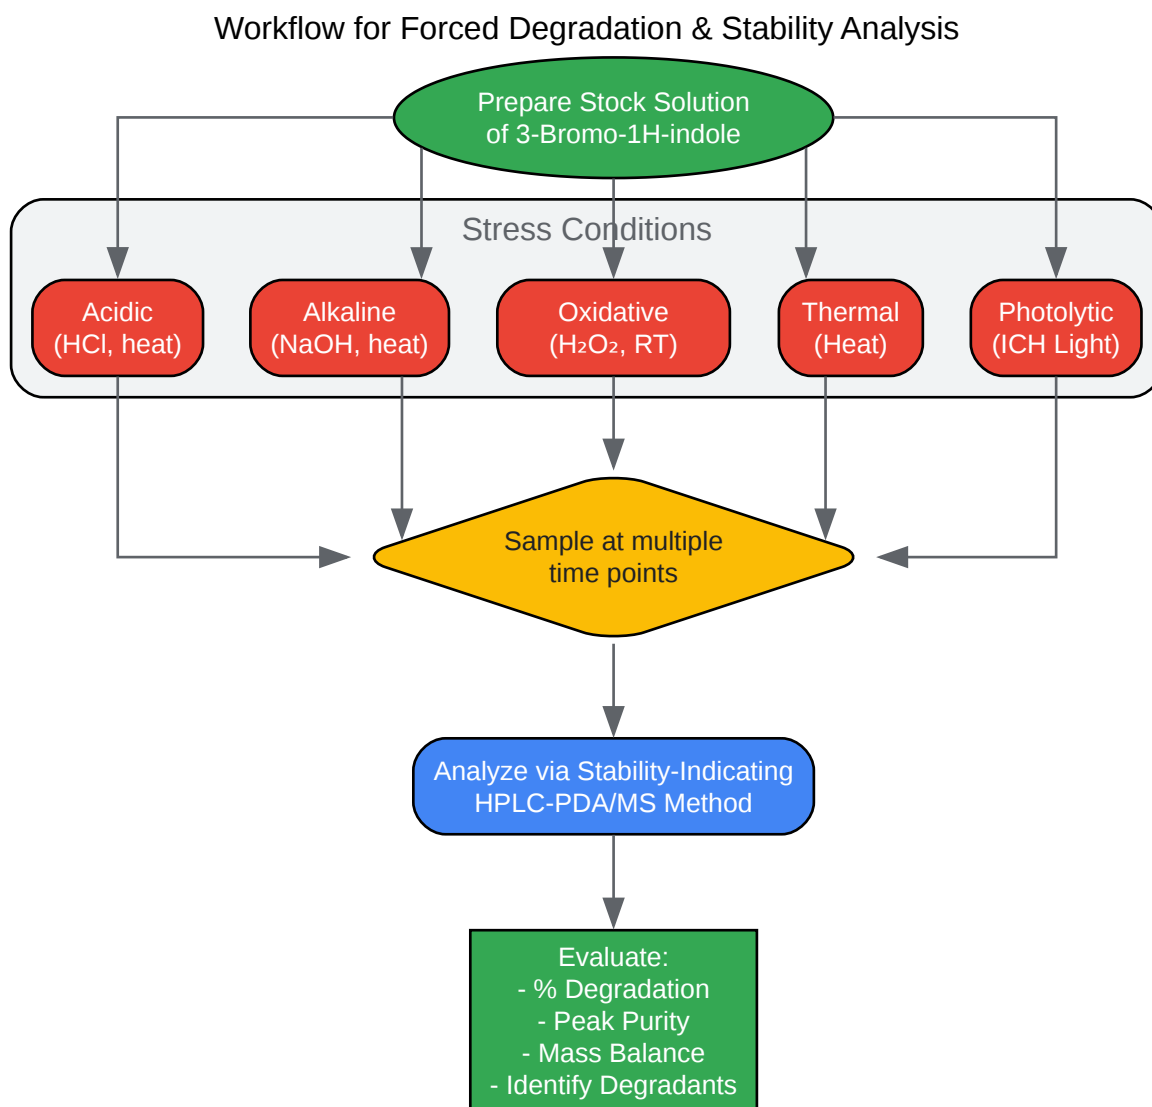 Workflow for Forced Degradation & Stability Analysis
Prepare Stock Solution
of 3-Bromo-1H-indole
Stress Conditions
Acidic
(HCl, heat)
Alkaline
(NaOH, heat)
Oxidative
(H₂O₂, RT)
Thermal
(Heat)
Photolytic
(ICH Light)
Sample at multiple
time points
Analyze via Stability-Indicating
HPLC-PDA/MS Method
Evaluate:
- % Degradation
- Peak Purity
- Mass Balance
- Identify Degradants